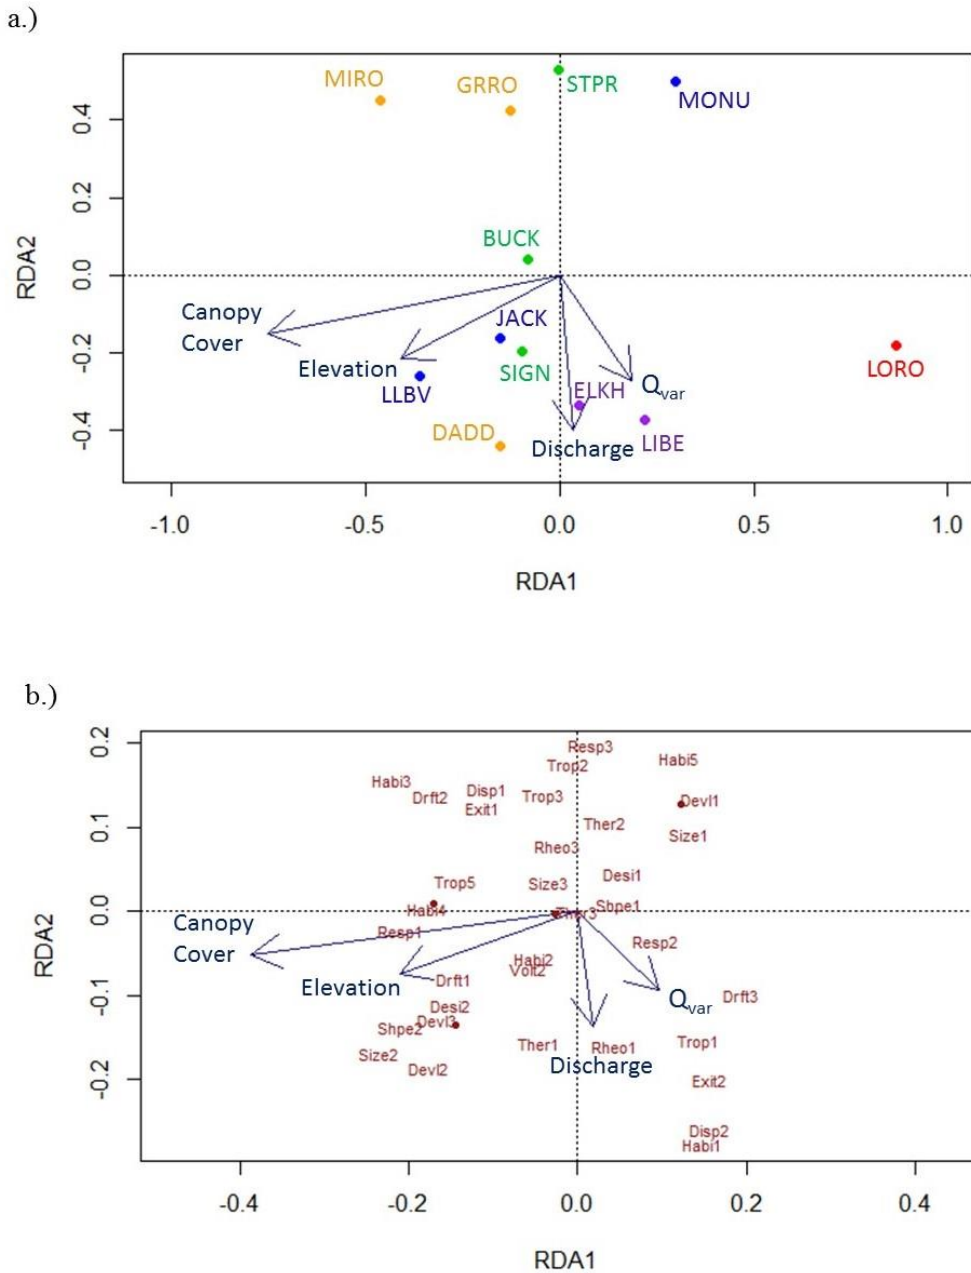 a.)
MIRO
GRRO
STPR
MONU
0.4
0.2
BUCK
RDA2
0.0
Canopy
Cover
JACK
-0.2
Elevation
SIGN
LORO
LLBV
ELKH
Qvar
-0.4
DADD
Discharge
LIBE
-1.0 -0.5 0.0 0.5 1.0
RDA1
b.)
0.2
Resp3
Trop2
Habi5
Habi3
Disp1
Drft2
Trop3
Devl1
Exit1
0.1
Ther2
Size1
Rheo3
Trop5
Size3
Desi1
Shpe1
RDA2
0.0
Habi4
Canopy
Cover
Resp1
Resp2
Habi2
Volt2
Elevation
Drft1
-0.1
Qvar
Drft3
Desi2
Devl3
Shpe2
Ther1
Rheo1
Trop1
Size2
Discharge
Devl2
-0.2
Exit2
Disp2
Habi1
-0.4 -0.2 0.0 0.2 0.4
RDA1